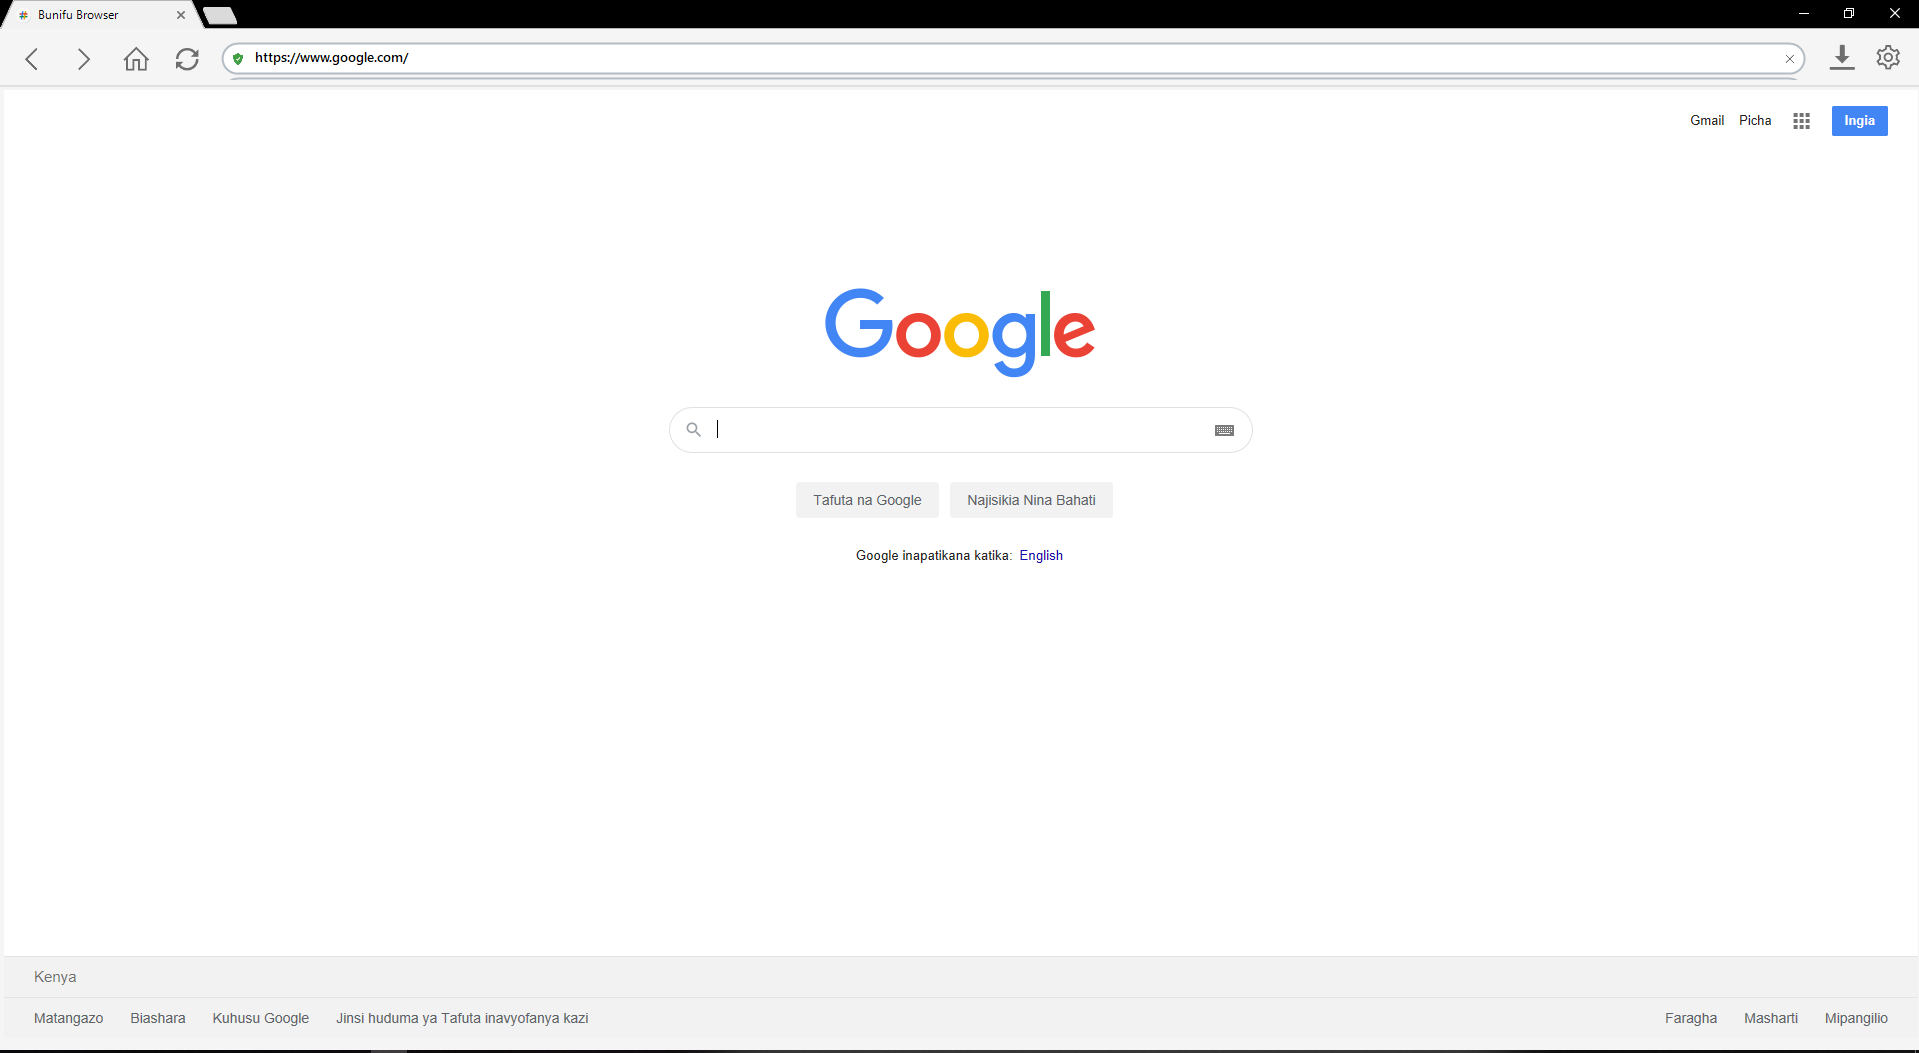 Bunifu Browser
https://www.google.com/
Gmail Picha Ingia
Google
Tafuta na Google Najisikia Nina Bahati
Google inapatikana katika: English
Kenya
Matangazo Biashara Kuhusu Google Jinsi huduma ya Tafuta inavyofanya kazi Faragha Masharti Mipangilio